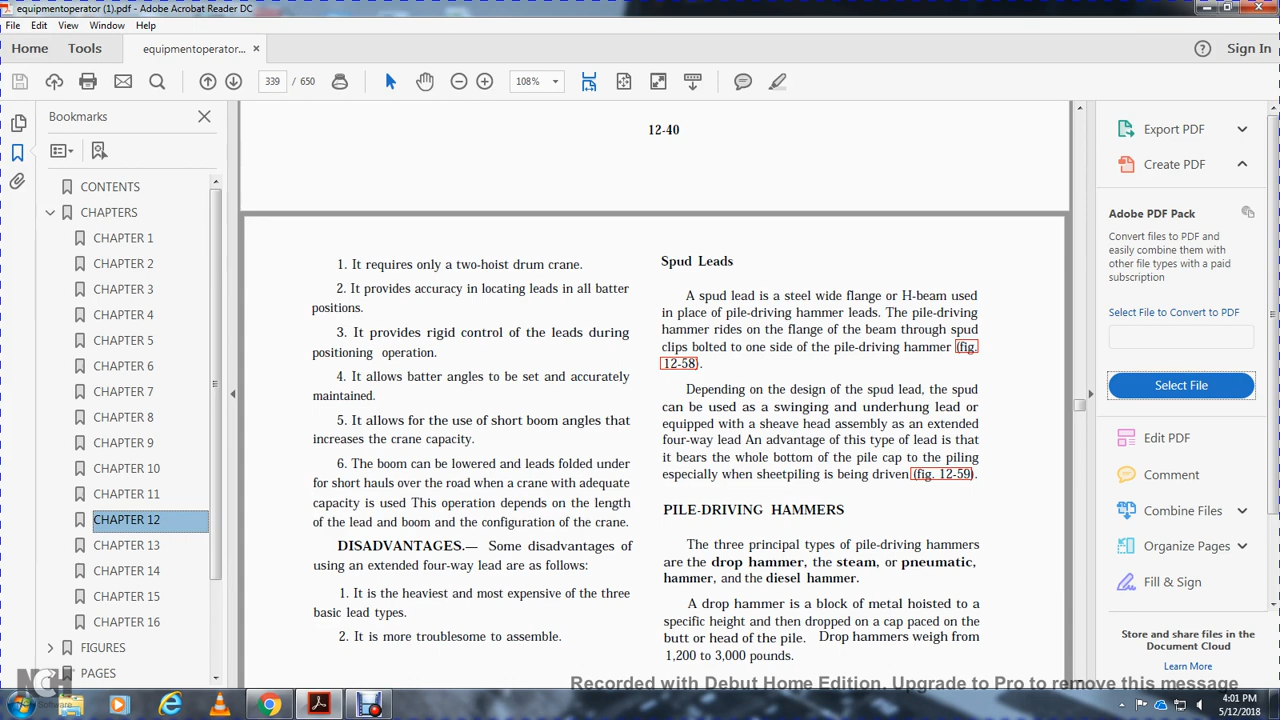 equipmentoperator (1).pdf - Adobe Acrobat Reader DC
File Edit View Window Help
Home Tools equipmentoperator... × Sign In
339 / 650 108%
Bookmarks
CONTENTS
CHAPTERS
CHAPTER 1
CHAPTER 2
CHAPTER 3
CHAPTER 4
CHAPTER 5
CHAPTER 6
CHAPTER 7
CHAPTER 8
CHAPTER 9
CHAPTER 10
CHAPTER 11
CHAPTER 12
CHAPTER 13
CHAPTER 14
CHAPTER 15
CHAPTER 16
FIGURES
PAGES
12-40
1. It requires only a two-hoist drum crane.
2. It provides accuracy in locating leads in all batter
positions.
3. It provides rigid control of the leads during
positioning operation.
4. It allows batter angles to be set and accurately
maintained.
5. It allows for the use of short boom angles that
increases the crane capacity.
6. The boom can be lowered and leads folded under
for short hauls over the road when a crane with adequate
capacity is used This operation depends on the length
of the lead and boom and the configuration of the crane.
DISADVANTAGES.— Some disadvantages of
using an extended four-way lead are as follows:
1. It is the heaviest and most expensive of the three
basic lead types.
2. It is more troublesome to assemble.
Spud Leads
A spud lead is a steel wide flange or H-beam used
in place of pile-driving hammer leads. The pile-driving
hammer rides on the flange of the beam through spud
clips bolted to one side of the pile-driving hammer (fig.
12-58).
Depending on the design of the spud lead, the spud
can be used as a swinging and underhung lead or
equipped with a sheave head assembly as an extended
four-way lead An advantage of this type of lead is that
it bears the whole bottom of the pile cap to the piling
especially when sheetpiling is being driven (fig. 12-59).
PILE-DRIVING HAMMERS
The three principal types of pile-driving hammers
are the drop hammer, the steam, or pneumatic,
hammer, and the diesel hammer.
A drop hammer is a block of metal hoisted to a
specific height and then dropped on a cap paced on the
butt or head of the pile. Drop hammers weigh from
1,200 to 3,000 pounds.
Export PDF
Create PDF
Adobe PDF Pack
Convert files to PDF and
easily combine them with
other file types with a paid
subscription
Select File to Convert to PDF
Select File
Edit PDF
Comment
Combine Files
Organize Pages
Fill & Sign
Store and share files in the
Document Cloud
Learn More
NCH Software
Recorded with Debut Home Edition. Upgrade to Pro to remove this message
4:01 PM
5/12/2018